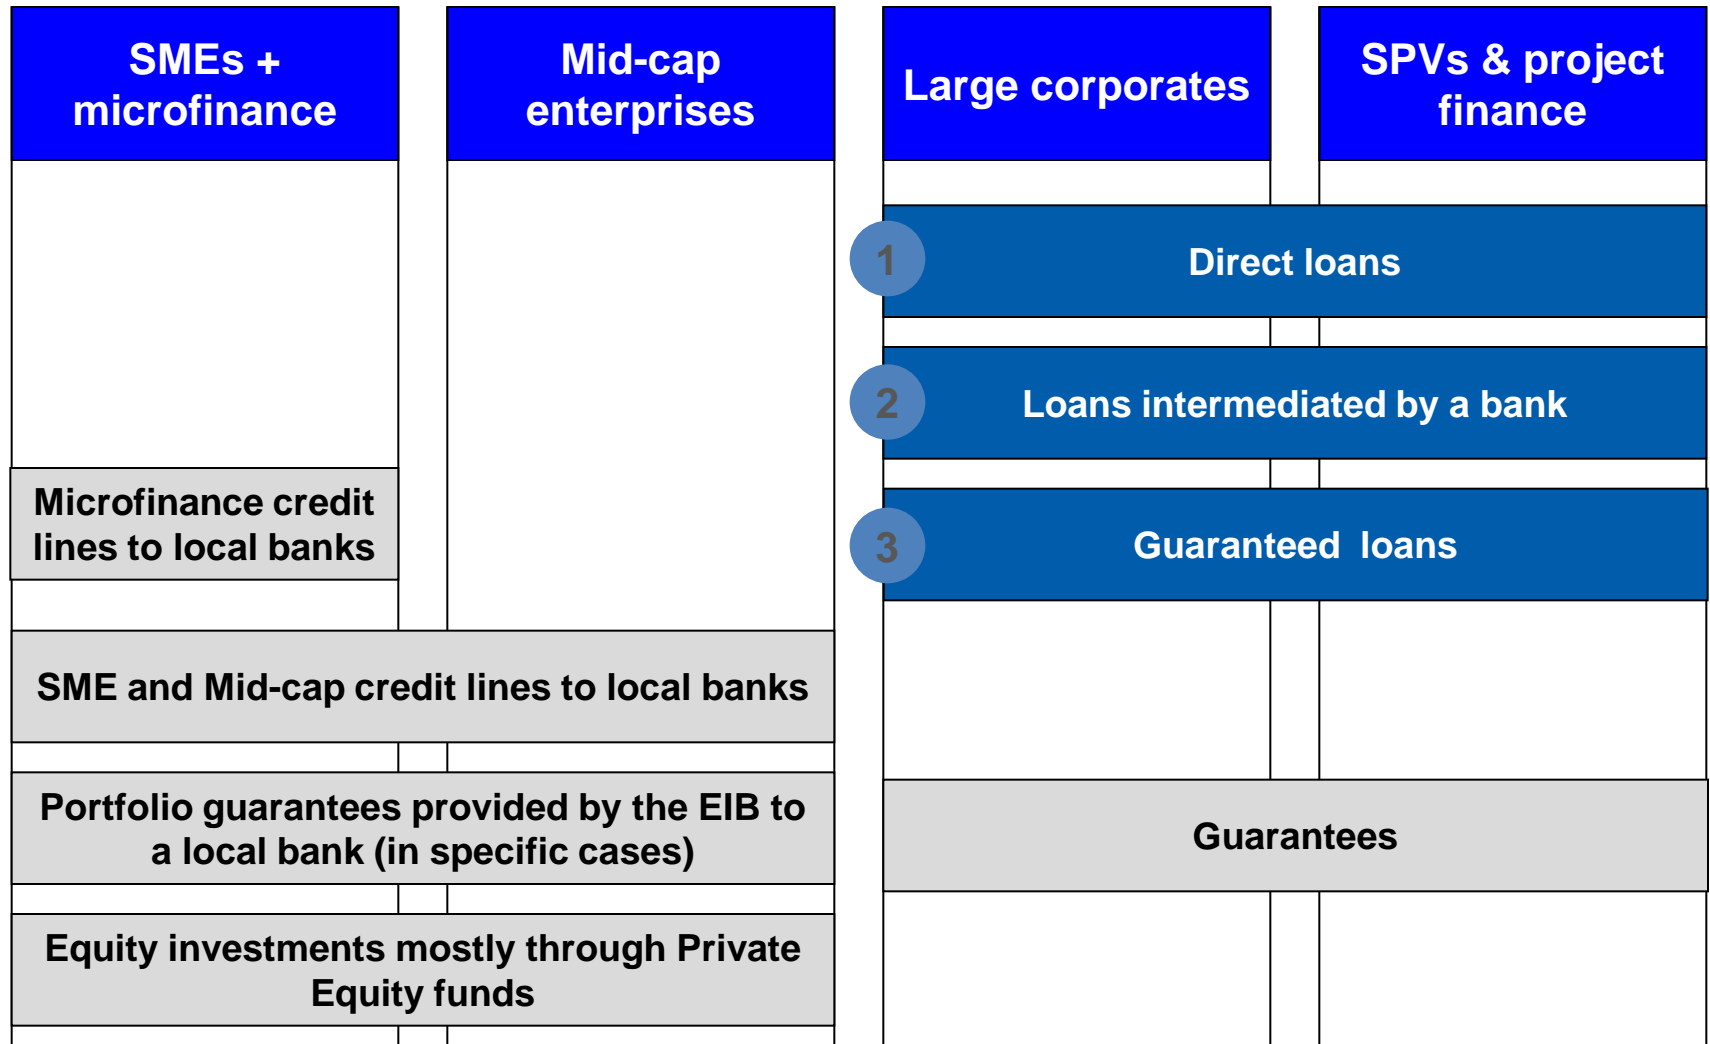 SMEs +
microfinance
Mid-cap
enterprises
Large corporates
SPVs & project
finance
1
Direct loans
2
Loans intermediated by a bank
Microfinance credit
lines to local banks
3
Guaranteed  loans
SME and Mid-cap credit lines to local banks
Portfolio guarantees provided by the EIB to
a local bank (in specific cases)
Guarantees
Equity investments mostly through Private
Equity funds